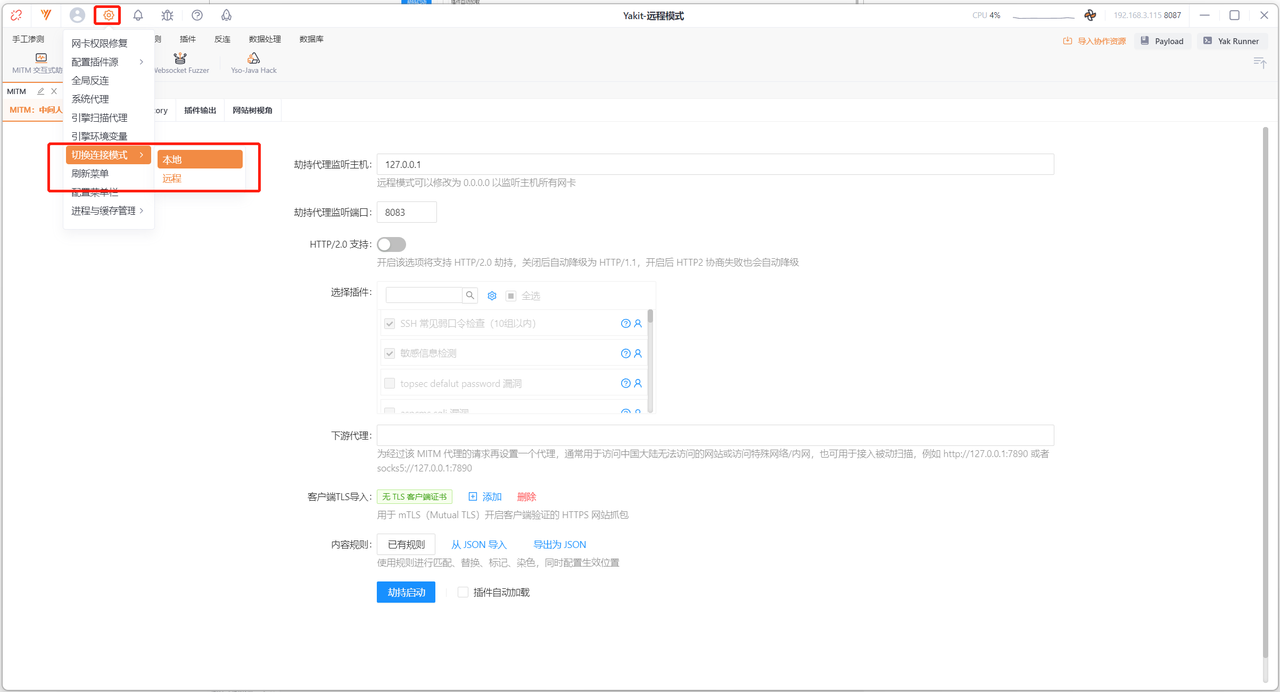 Yakit-远程模式
CPU 4%
192.168.3.115 8087
手工渗测
测
插件
反连
数据处理
数据库
导入协作资源
Payload
Yak Runner
MITM 交互式劫
Websocket Fuzzer
Yso-Java Hack
MITM
MITM：中间人
ory
插件输出
网站树视角
网卡权限修复
配置插件源
全局反连
系统代理
引擎扫描代理
引擎环境变量
切换连接模式
本地
远程
刷新菜单
配置菜单栏
进程与缓存管理
劫持代理监听主机：
127.0.0.1
远程模式可以修改为 0.0.0.0 以监听主机所有网卡
劫持代理监听端口：
8083
HTTP/2.0 支持：
开启该选项将支持 HTTP/2.0 劫持，关闭后自动降级为 HTTP/1.1，开启后 HTTP2 协商失败也会自动降级
选择插件：
全选
SSH 常见弱口令检查（10组以内）
敏感信息检测
topsec defalut password 漏洞
下游代理：
为经过该 MITM 代理的请求再设置一个代理，通常用于访问中国大陆无法访问的网站或访问特殊网络/内网，也可用于接入被动扫描，例如 http://127.0.0.1:7890 或者
socks5://127.0.0.1:7890
客户端TLS导入：
无 TLS 客户端证书
添加
删除
用于 mTLS（Mutual TLS）开启客户端验证的 HTTPS 网站抓包
内容规则：
已有规则
从 JSON 导入
导出为 JSON
使用规则进行匹配、替换、标记、染色，同时配置生效位置
劫持启动
插件自动加载